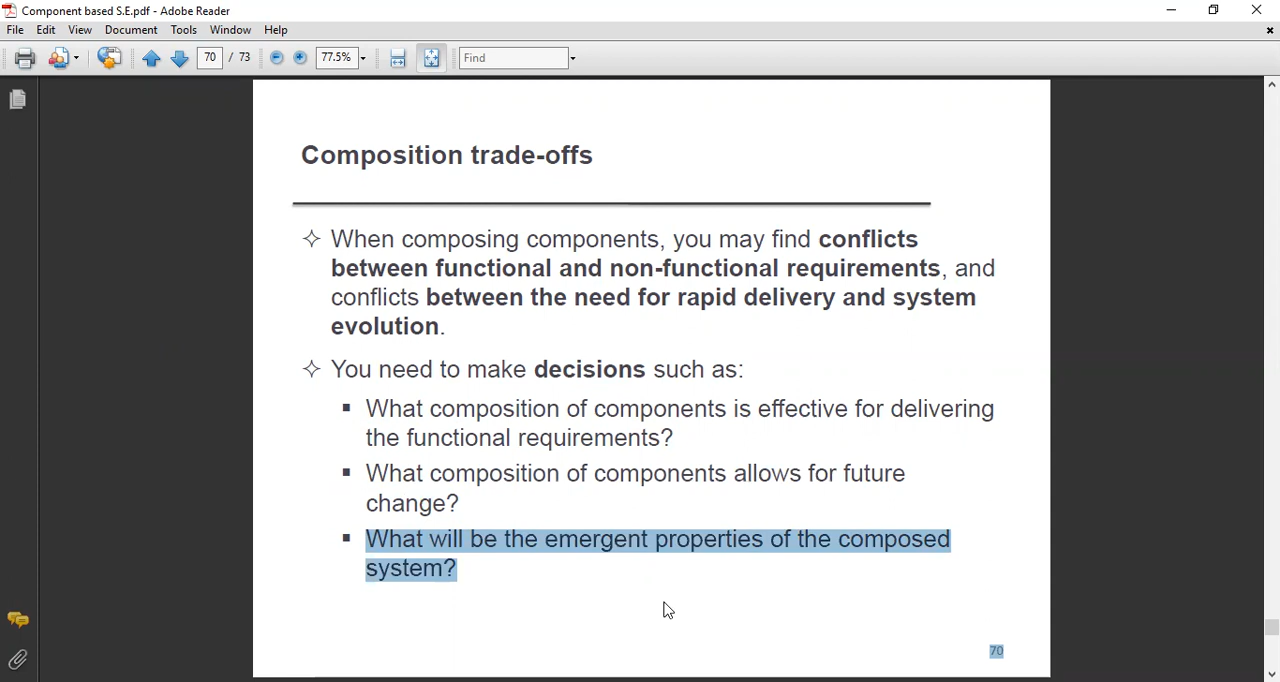 Component based S.E.pdf - Adobe Reader
File Edit View Document Tools Window Help
70 / 73 77.5% Find
Composition trade-offs
When composing components, you may find conflicts
between functional and non-functional requirements, and
conflicts between the need for rapid delivery and system
evolution.
You need to make decisions such as:
What composition of components is effective for delivering
the functional requirements?
What composition of components allows for future
change?
What will be the emergent properties of the composed
system?
70